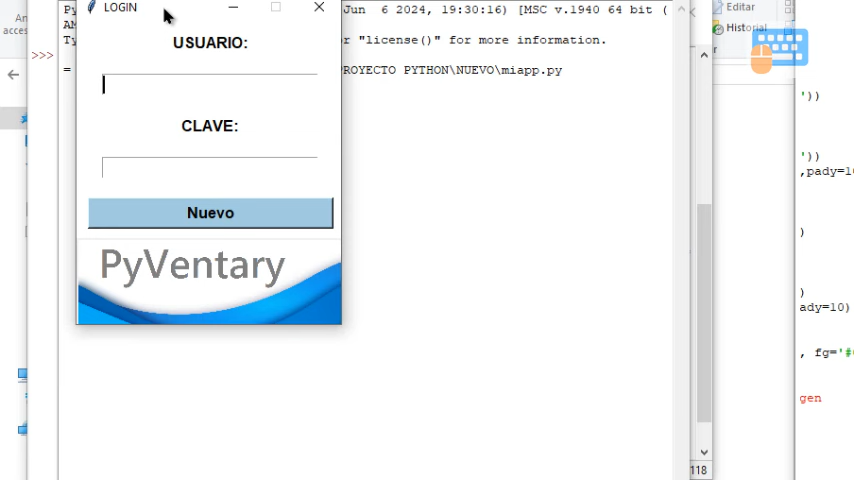 LOGIN
USUARIO:
CLAVE:
Nuevo
PyVentary
Jun  6 2024, 19:30:16) [MSC v.1940 64 bit (
"license()" for more information.
>>>
=
PROYECTO PYTHON\NUEVO\miapp.py
Editar
Historial
'))
'))
,pady=1
)
)
ady=10)
, fg='#
gen
118